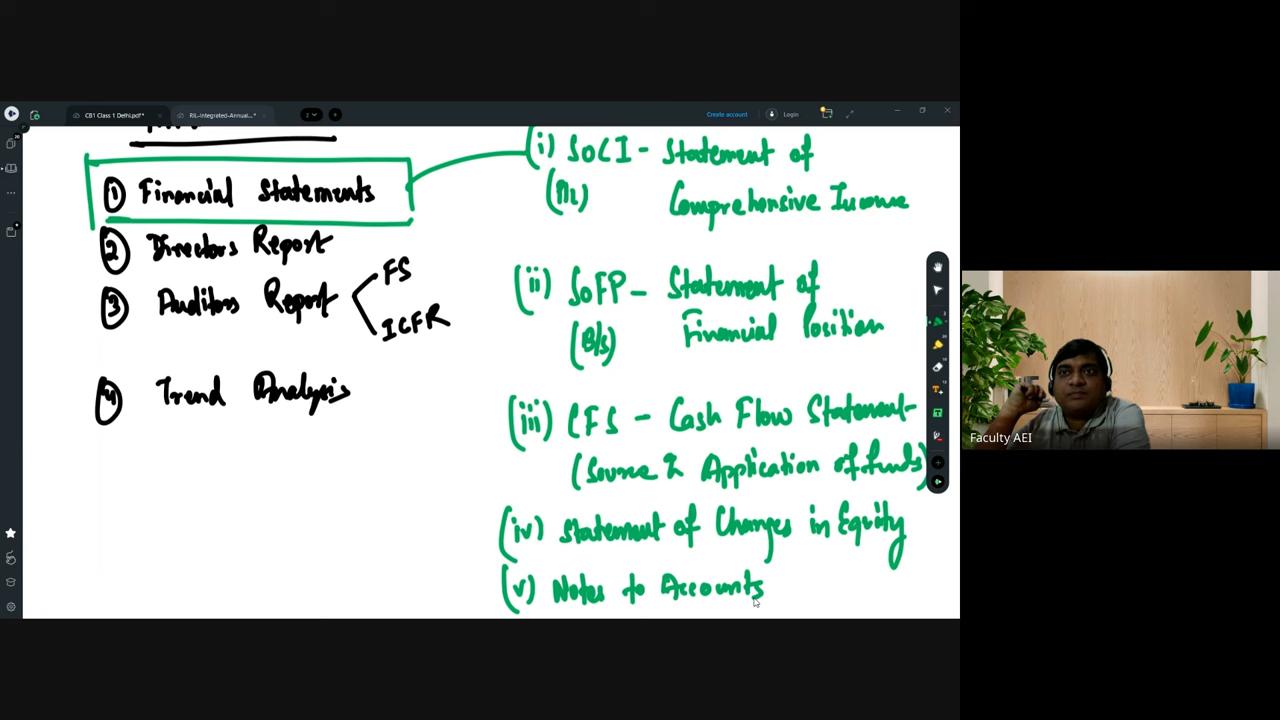 CB1 Class 1 Delhi.pdf*
RIL-Integrated-Annual...*
2
Create account
Login
① Financial Statements
② Directors Report
③ Auditors Report
FS
ICFR
④ Trend Analysis
(i) SOCI - Statement of
(P/L) Comprehensive Income
(ii) SOFP - Statement of
(B/S) Financial Position
(iii) CFS - Cash Flow Statement
(Source & Application of funds)
(iv) Statement of Changes in Equity
(v) Notes to Accounts
Faculty AEI